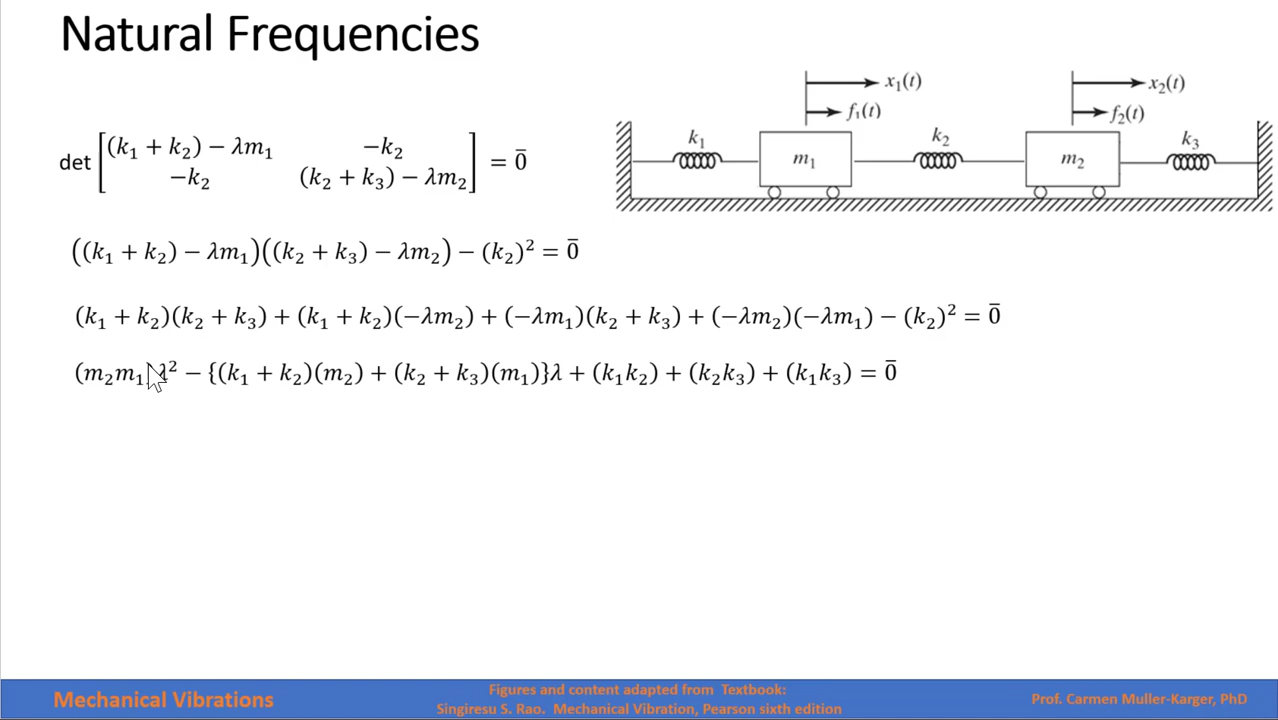 Natural Frequencies
det [ (k₁ + k₂) − λm₁   −k₂
−k₂   (k₂ + k₃) − λm₂ ] = 0̄
((k₁ + k₂) − λm₁)((k₂ + k₃) − λm₂) − (k₂)² = 0̄
(k₁ + k₂)(k₂ + k₃) + (k₁ + k₂)(−λm₂) + (−λm₁)(k₂ + k₃) + (−λm₂)(−λm₁) − (k₂)² = 0̄
(m₂m₁)λ² − {(k₁ + k₂)(m₂) + (k₂ + k₃)(m₁)}λ + (k₁k₂) + (k₂k₃) + (k₁k₃) = 0̄
x₁(t) x₂(t)
f₁(t) f₂(t)
k₁ k₂ k₃
m₁ m₂
Mechanical Vibrations
Figures and content adapted from Textbook:
Singiresu S. Rao. Mechanical Vibration, Pearson sixth edition
Prof. Carmen Muller-Karger, PhD